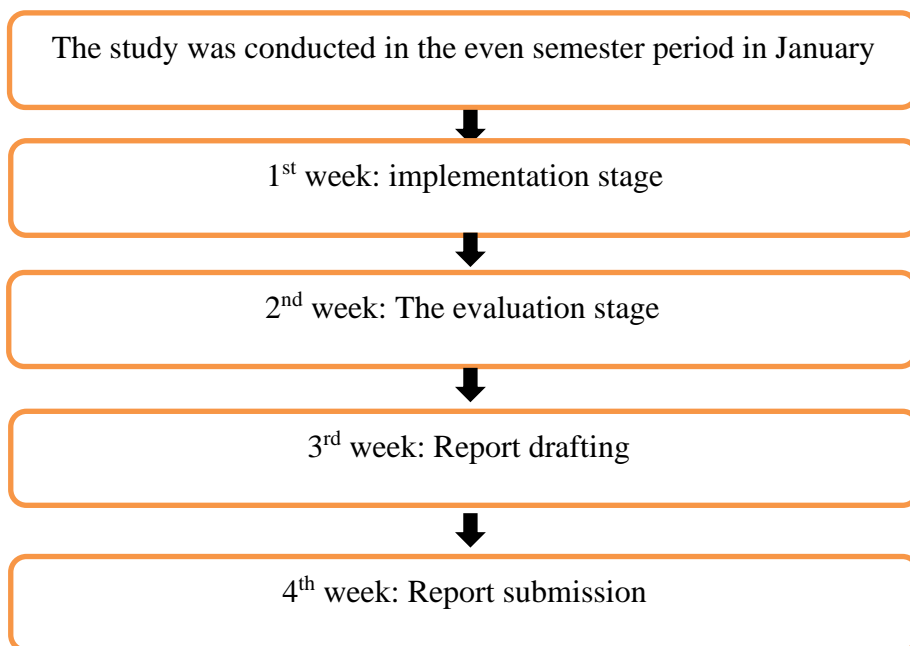 The study was conducted in the even semester period in January
1st week: implementation stage
2nd week: The evaluation stage
3rd week: Report drafting
4th week: Report submission